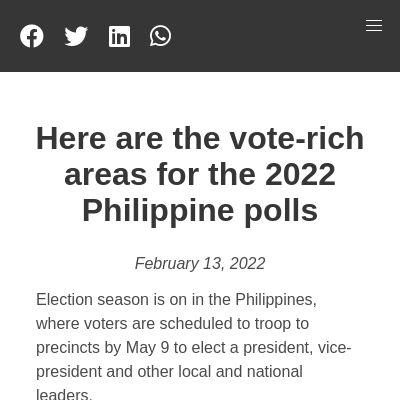 Here are the vote-rich
areas for the 2022
Philippine polls
February 13, 2022
Election season is on in the Philippines,
where voters are scheduled to troop to
precincts by May 9 to elect a president, vice-
president and other local and national
leaders.